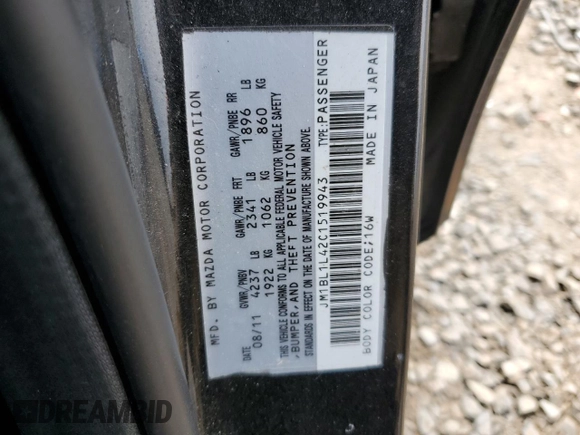 MFD. BY MAZDA MOTOR CORPORATION
DATE GVWR/PNBV GAWR/PNBE FRT GAWR/PNBE RR
08/11 4237 LB 2341 LB 1896 LB
1922 KG 1062 KG 860 KG
THIS VEHICLE CONFORMS TO ALL APPLICABLE FEDERAL MOTOR VEHICLE SAFETY
,BUMPER,AND THEFT PREVENTION
STANDARDS IN EFFECT ON THE DATE OF MANUFACTURE SHOWN ABOVE.
JM1BL1L42C1519943 TYPE:PASSENGER
BODY COLOR CODE;16W MADE IN JAPAN
DREAMBID